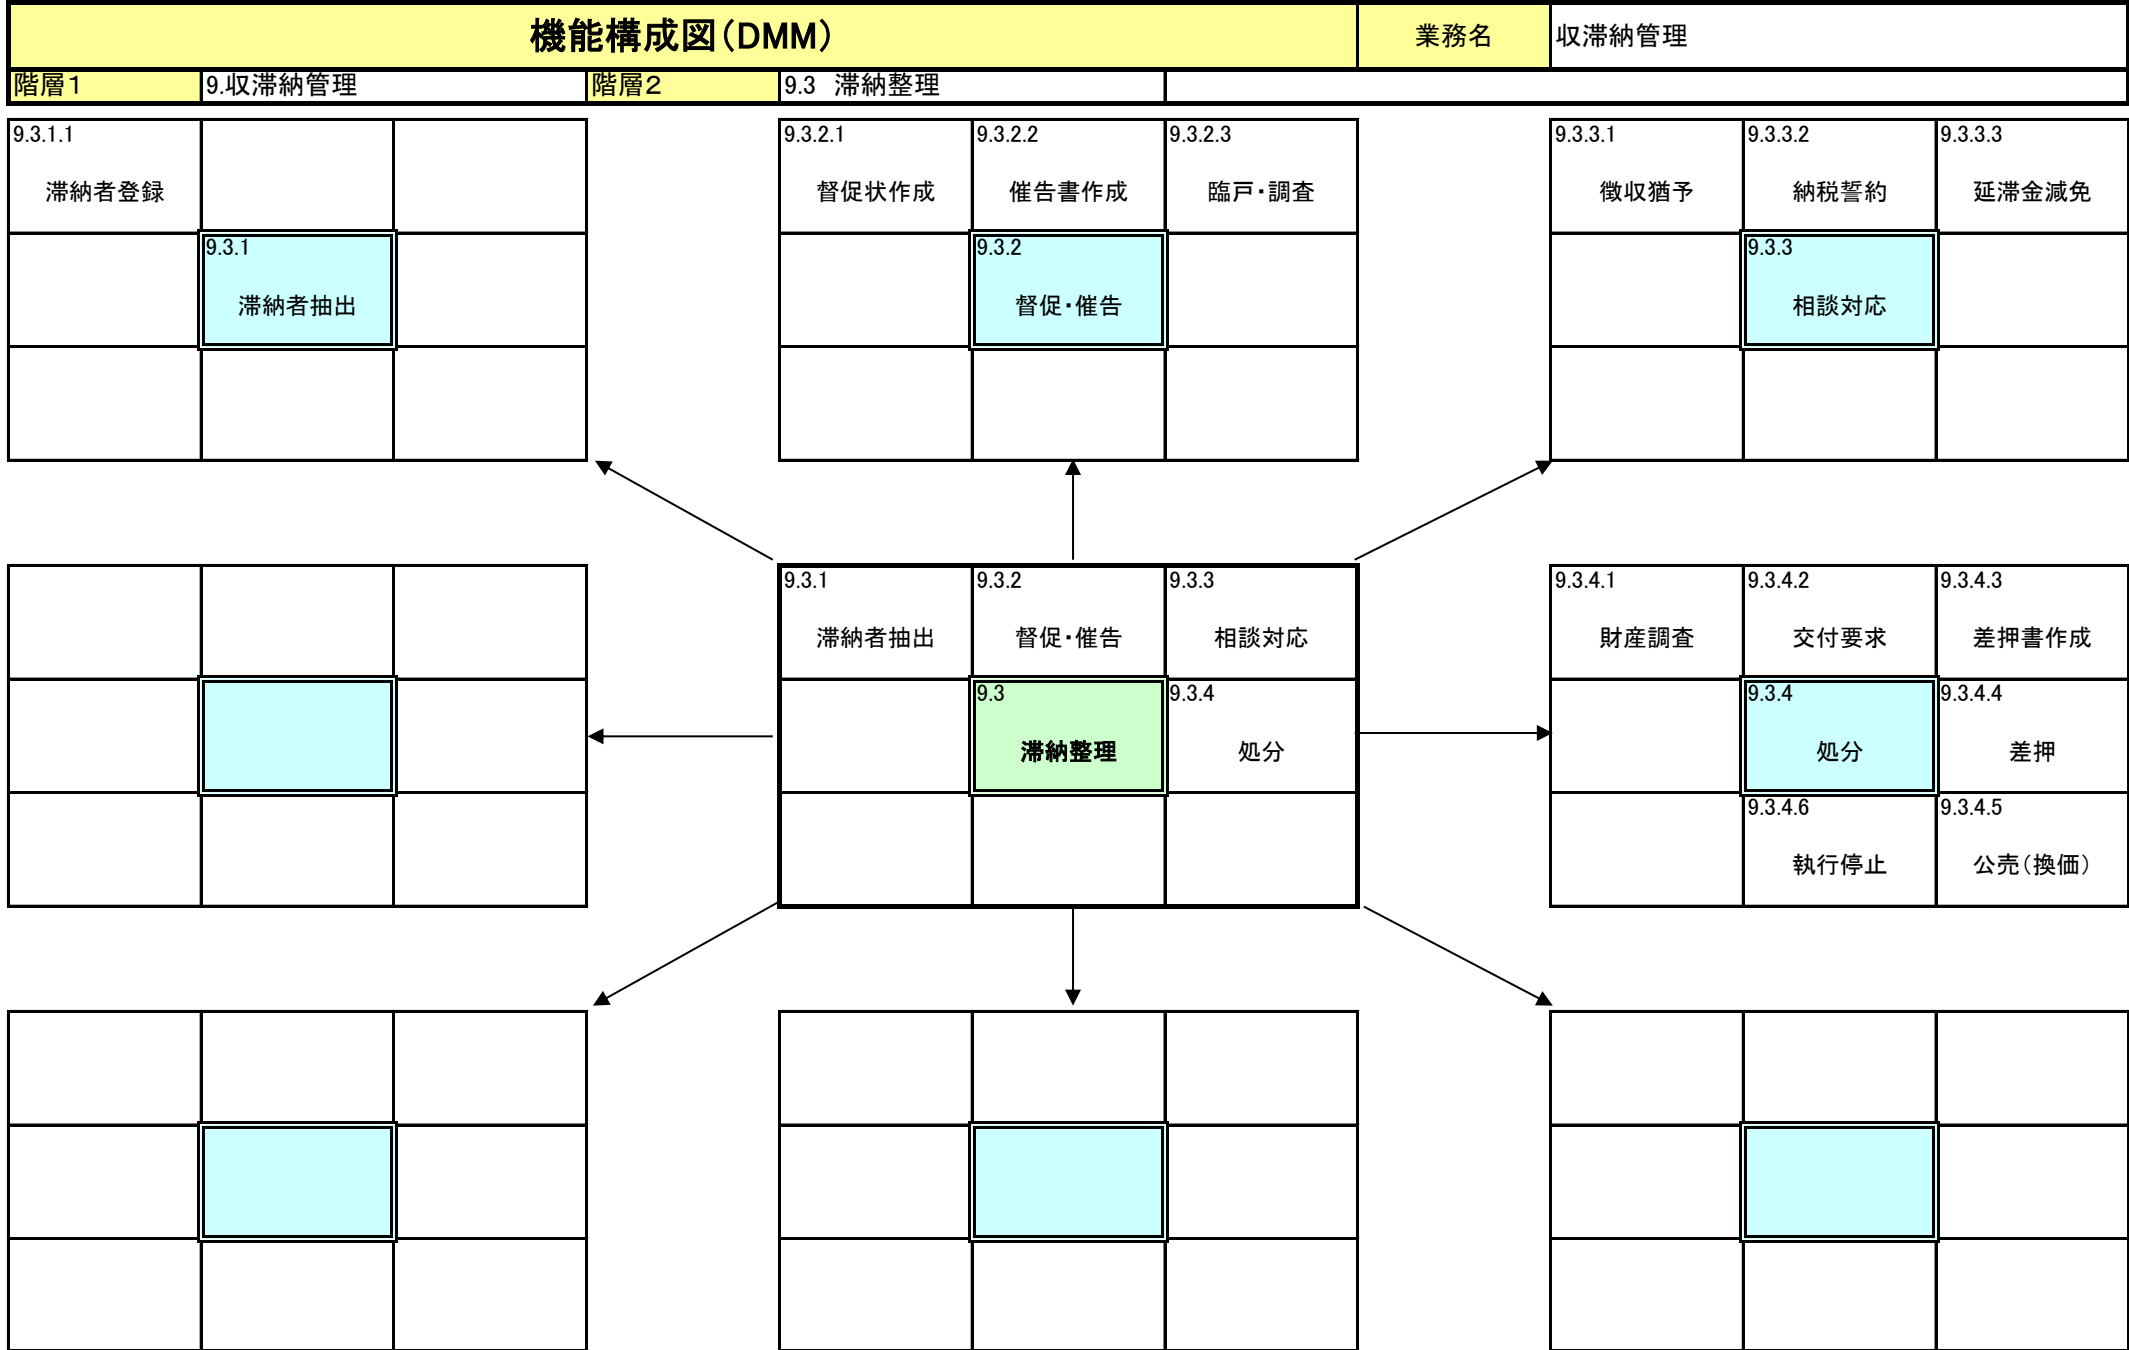 機能構成図(DMM)
業務名
収滞納管理
階層1
9.収滞納管理
階層2
9.3 滞納整理
9.3.1.1
滞納者登録
9.3.1
滞納者抽出
9.3.2.1
督促状作成
9.3.2.2
催告書作成
9.3.2.3
臨戸・調査
9.3.2
督促・催告
9.3.3.1
徴収猶予
9.3.3.2
納税誓約
9.3.3.3
延滞金減免
9.3.3
相談対応
9.3.1
滞納者抽出
9.3.2
督促・催告
9.3.3
相談対応
9.3
滞納整理
9.3.4
処分
9.3.4.1
財産調査
9.3.4.2
交付要求
9.3.4.3
差押書作成
9.3.4
処分
9.3.4.4
差押
9.3.4.6
執行停止
9.3.4.5
公売(換価)